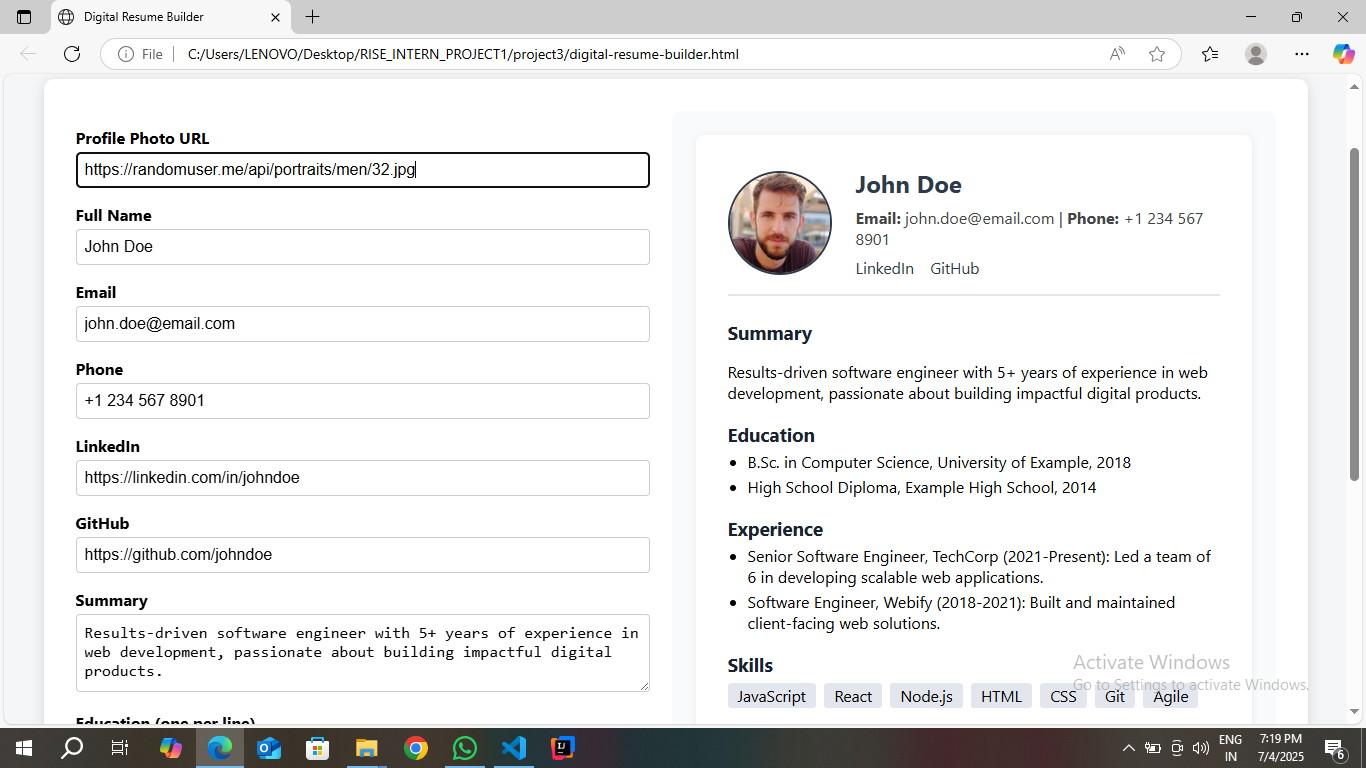 Digital Resume Builder
File
C:/Users/LENOVO/Desktop/RISE_INTERN_PROJECT1/project3/digital-resume-builder.html
Profile Photo URL
https://randomuser.me/api/portraits/men/32.jpg
Full Name
John Doe
Email
john.doe@email.com
Phone
+1 234 567 8901
LinkedIn
https://linkedin.com/in/johndoe
GitHub
https://github.com/johndoe
Summary
Results-driven software engineer with 5+ years of experience in
web development, passionate about building impactful digital
products.
Education (one per line)
John Doe
Email: john.doe@email.com | Phone: +1 234 567
8901
LinkedIn GitHub
Summary
Results-driven software engineer with 5+ years of experience in web
development, passionate about building impactful digital products.
Education
• B.Sc. in Computer Science, University of Example, 2018
• High School Diploma, Example High School, 2014
Experience
• Senior Software Engineer, TechCorp (2021-Present): Led a team of
6 in developing scalable web applications.
• Software Engineer, Webify (2018-2021): Built and maintained
client-facing web solutions.
Skills
JavaScript React Node.js HTML CSS Git Agile
Activate Windows
Go to Settings to activate Windows.
ENG
IN
7:19 PM
7/4/2025
6